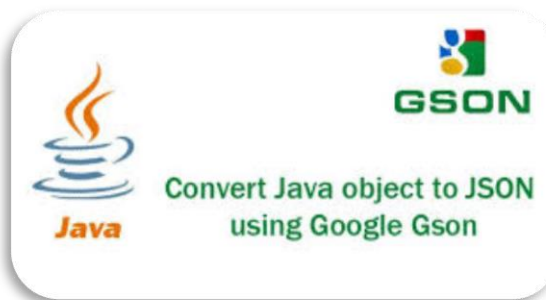 GSON
Convert Java object to JSON
using Google Gson
Java